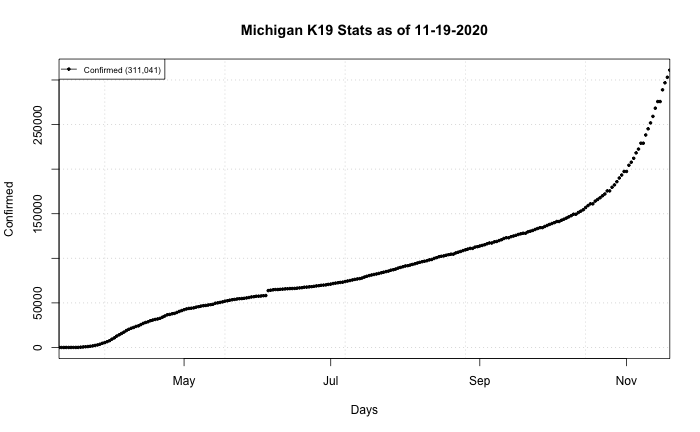 Michigan K19 Stats as of 11-19-2020
Confirmed (311,041)
Confirmed
250000
150000
50000
0
May
Jul
Sep
Nov
Days